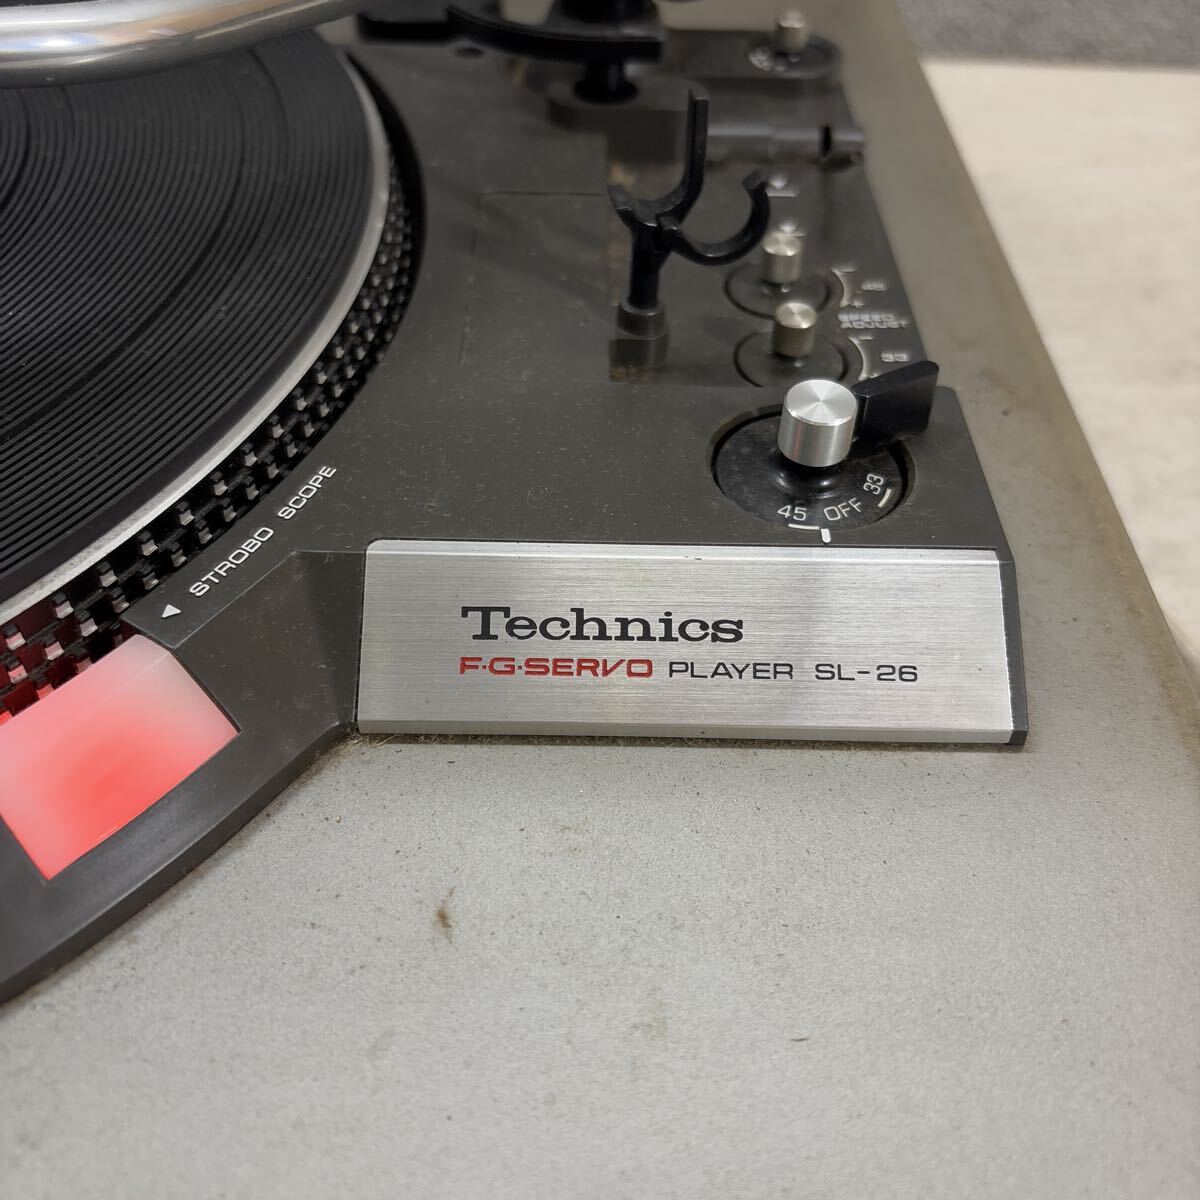 45
SPEED
ADJUST
33
45 OFF 33
◀ STROBO SCOPE
Technics
F·G·SERVO PLAYER SL-26